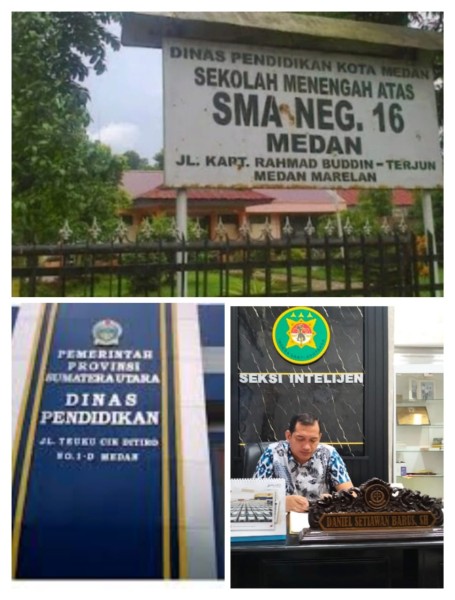 DINAS PENDIDIKAN KOTA MEDAN
SEKOLAH MENENGAH ATAS
SMA NEG. 16
MEDAN
JL. KAPT. RAHMAD BUDDIN - TERJUN
MEDAN MARELAN
PEMERINTAH
PROVINSI
SUMATERA UTARA
DINAS
PENDIDIKAN
JL. TEUKU CIK DITIRO
NO. 1-D MEDAN
SEKSI INTELIJEN
DANIEL SETIAWAN BARUS, SH